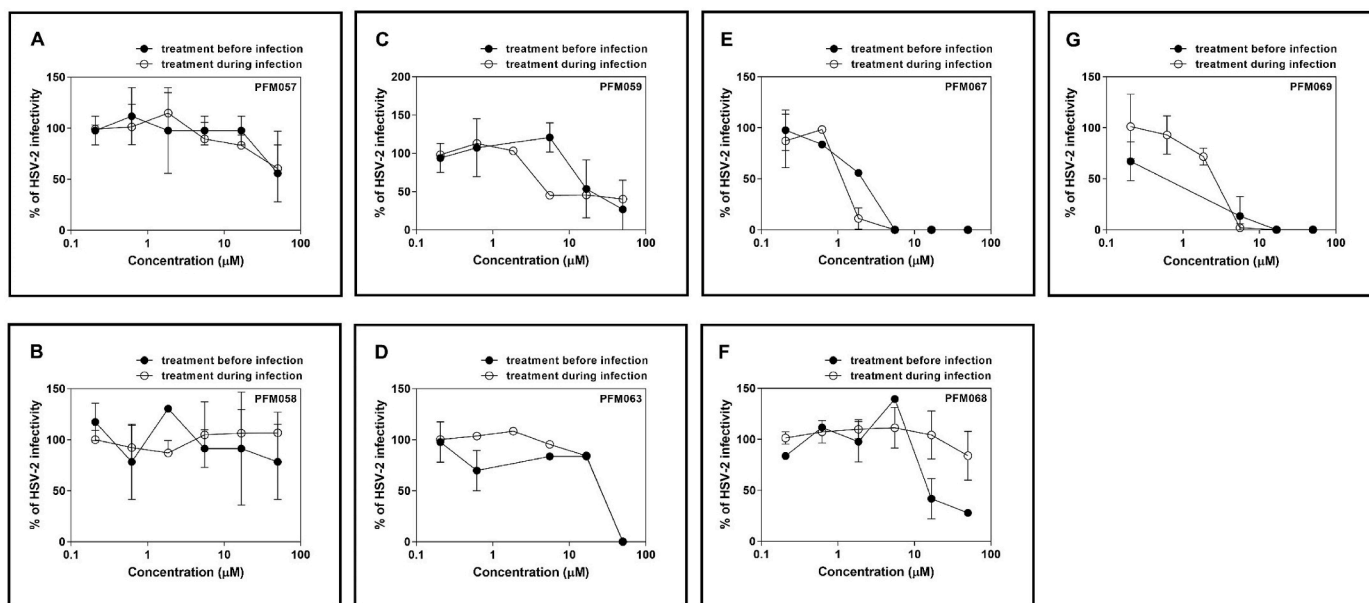 A
treatment before infection
treatment during infection
PFM057
% of HSV-2 infectivity
150
100
50
0
0.1 1 10 100
Concentration (μM)
C
treatment before infection
treatment during infection
PFM059
% of HSV-2 infectivity
200
150
100
50
0
0.1 1 10 100
Concentration (μM)
E
treatment before infection
treatment during infection
PFM067
% of HSV-2 infectivity
150
100
50
0
0.1 1 10 100
Concentration (μM)
G
treatment before infection
treatment during infection
PFM069
% of HSV-2 infectivity
150
100
50
0
0.1 1 10 100
Concentration (μM)
B
treatment before infection
treatment during infection
PFM058
% of HSV-2 infectivity
150
100
50
0
0.1 1 10 100
Concentration (μM)
D
treatment before infection
treatment during infection
PFM063
% of HSV-2 infectivity
150
100
50
0
0.1 1 10 100
Concentration (μM)
F
treatment before infection
treatment during infection
PFM068
% of HSV-2 infectivity
150
100
50
0
0.1 1 10 100
Concentration (μM)